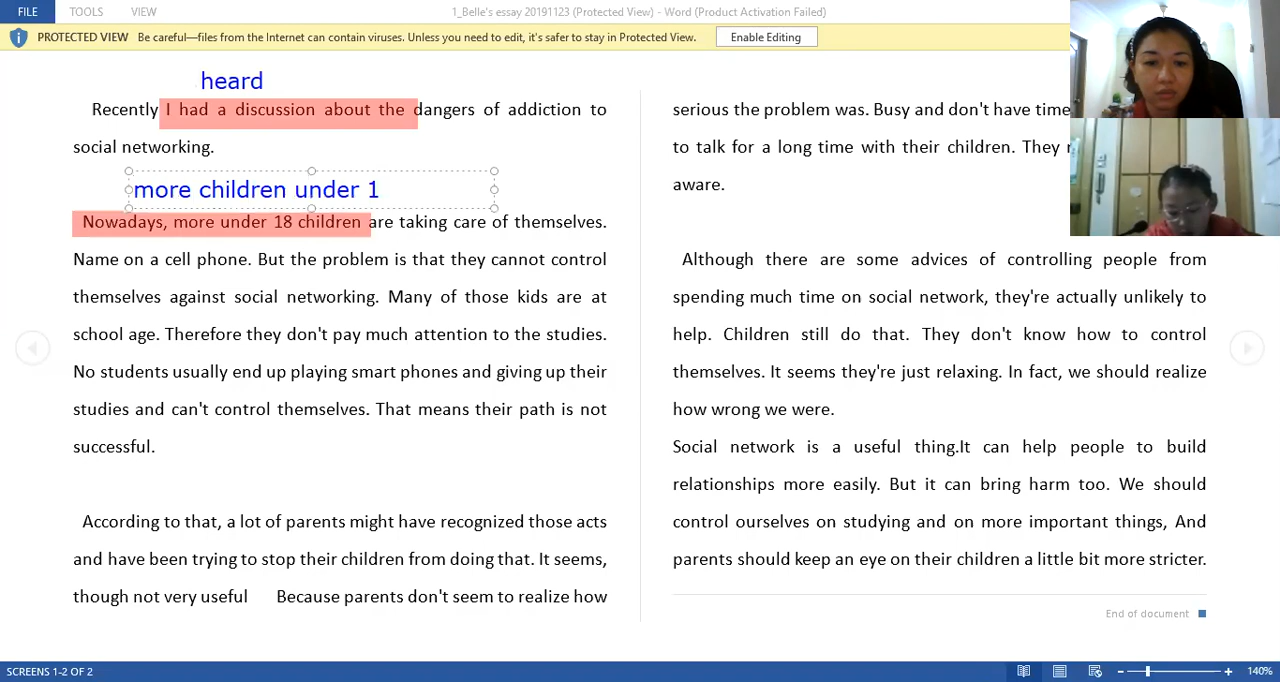 FILE TOOLS VIEW 1_Belle's essay 20191123 (Protected View) - Word (Product Activation Failed)
PROTECTED VIEW Be careful—files from the Internet can contain viruses. Unless you need to edit, it's safer to stay in Protected View. Enable Editing
heard
Recently I had a discussion about the dangers of addiction to
social networking.
more children under 1
Nowadays, more under 18 children are taking care of themselves.
Name on a cell phone. But the problem is that they cannot control
themselves against social networking. Many of those kids are at
school age. Therefore they don't pay much attention to the studies.
No students usually end up playing smart phones and giving up their
studies and can't control themselves. That means their path is not
successful.
According to that, a lot of parents might have recognized those acts
and have been trying to stop their children from doing that. It seems,
though not very useful Because parents don't seem to realize how
serious the problem was. Busy and don't have time
to talk for a long time with their children. They
aware.
Although there are some advices of controlling people from
spending much time on social network, they're actually unlikely to
help. Children still do that. They don't know how to control
themselves. It seems they're just relaxing. In fact, we should realize
how wrong we were.
Social network is a useful thing.It can help people to build
relationships more easily. But it can bring harm too. We should
control ourselves on studying and on more important things, And
parents should keep an eye on their children a little bit more stricter.
End of document
SCREENS 1-2 OF 2 140%